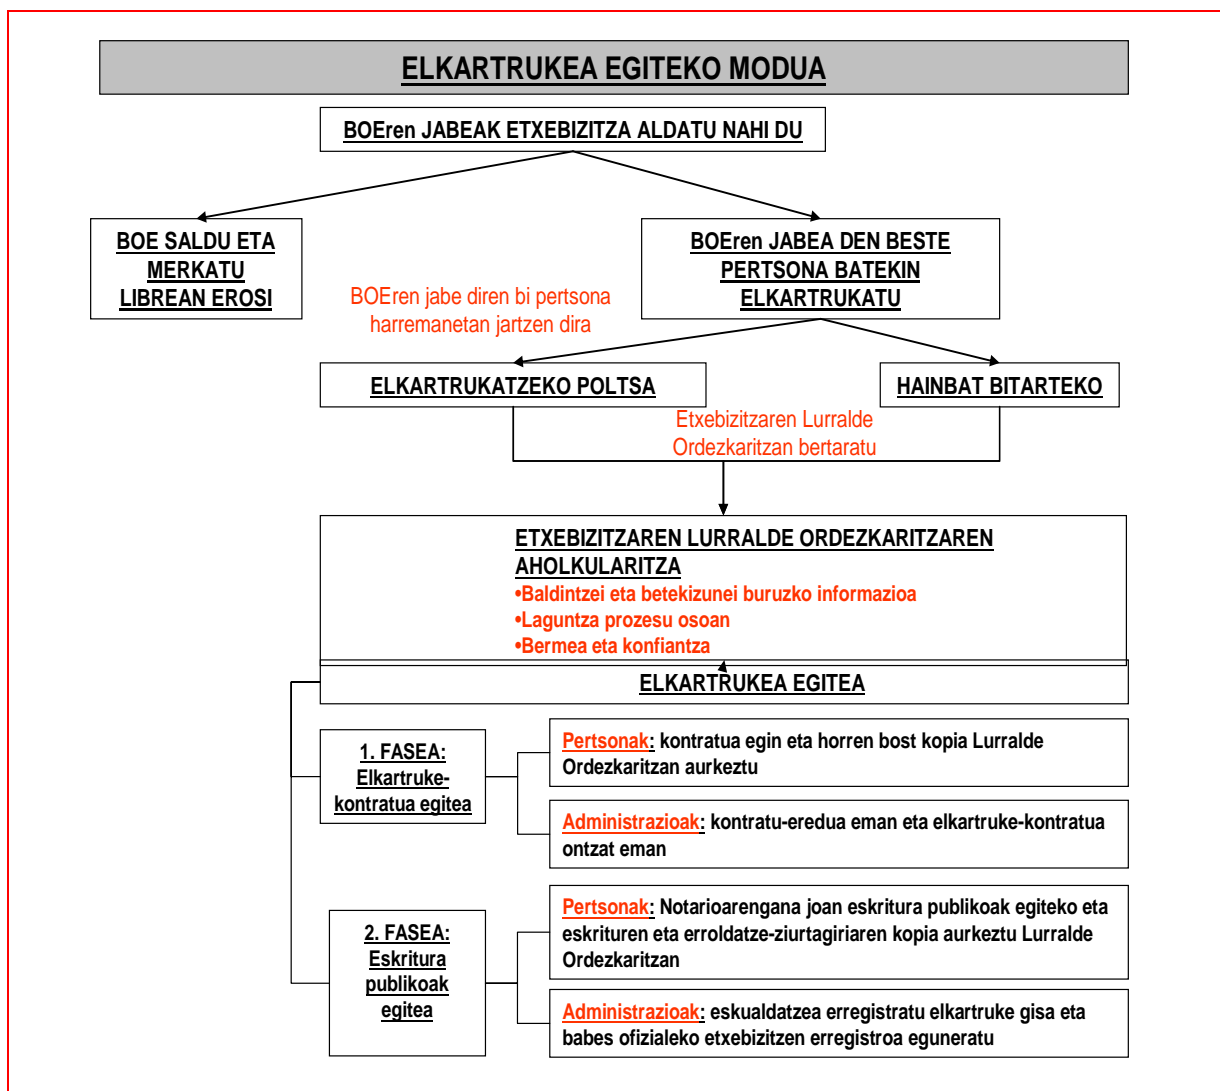 ELKARTRUKEA EGITEKO MODUA
BOEren JABEAK ETXEBIZITZA ALDATU NAHI DU
BOE SALDU ETA
MERKATU
LIBREAN EROSI
BOEren JABEA DEN BESTE
PERTSONA BATEKIN
ELKARTRUKATU
BOEren jabe diren bi pertsona
harremanetan jartzen dira
ELKARTRUKATZEKO POLTSA
HAINBAT BITARTEKO
Etxebizitzaren Lurralde
Ordezkaritzan bertaratu
ETXEBIZITZAREN LURRALDE ORDEZKARITZAREN
AHOLKULARITZA
•Baldintzei eta betekizunei buruzko informazioa
•Laguntza prozesu osoan
•Bermea eta konfiantza
ELKARTRUKEA EGITEA
1. FASEA:
Elkartruke-
kontratua egitea
Pertsonak: kontratua egin eta horren bost kopia Lurralde
Ordezkaritzan aurkeztu
Administrazioak: kontratu-eredua eman eta elkartruke-kontratua
ontzat eman
2. FASEA:
Eskritura
publikoak
egitea
Pertsonak: Notarioarengana joan eskritura publikoak egiteko eta
eskrituren eta erroldatze-ziurtagiriaren kopia aurkeztu Lurralde
Ordezkaritzan
Administrazioak: eskualdatzea erregistratu elkartruke gisa eta
babes ofizialeko etxebizitzen erregistroa eguneratu